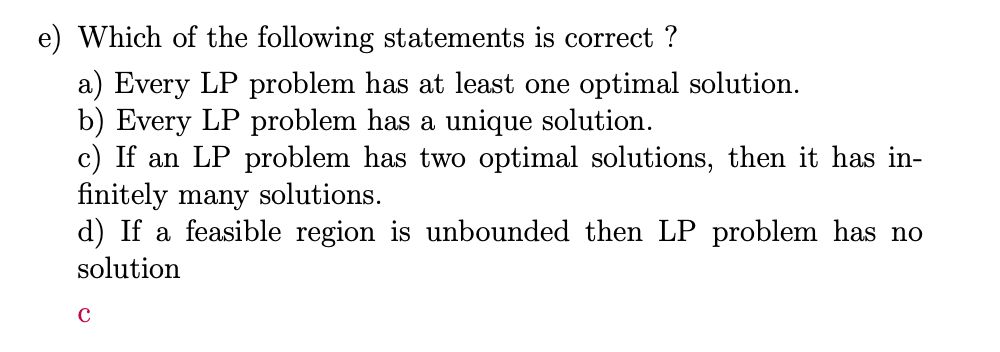 e) Which of the following statements is correct ?
a) Every LP problem has at least one optimal solution.
b) Every LP problem has a unique solution.
c) If an LP problem has two optimal solutions, then it has in-
finitely many solutions.
d) If a feasible region is unbounded then LP problem has no
solution
c